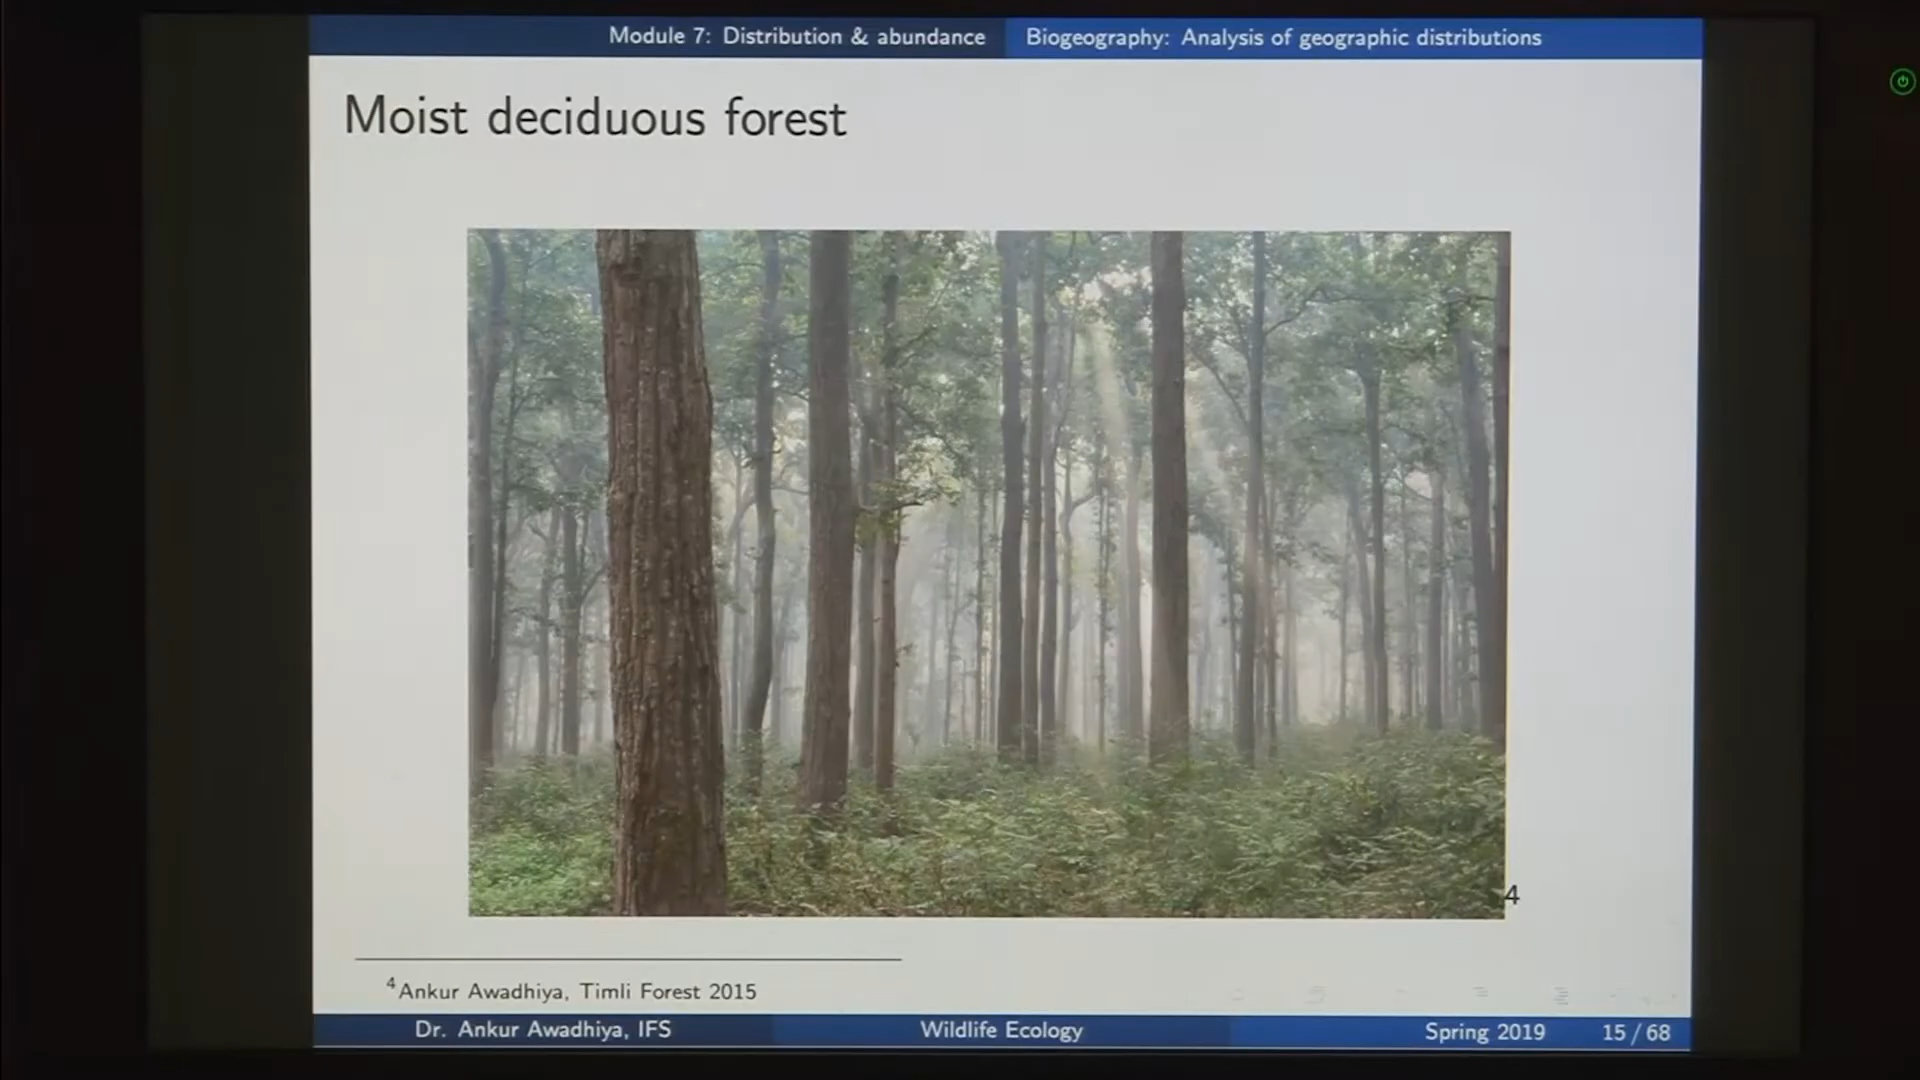 Module 7: Distribution & abundance Biogeography: Analysis of geographic distributions
Moist deciduous forest
4
4Ankur Awadhiya, Timli Forest 2015
Dr. Ankur Awadhiya, IFS Wildlife Ecology Spring 2019 15 / 68